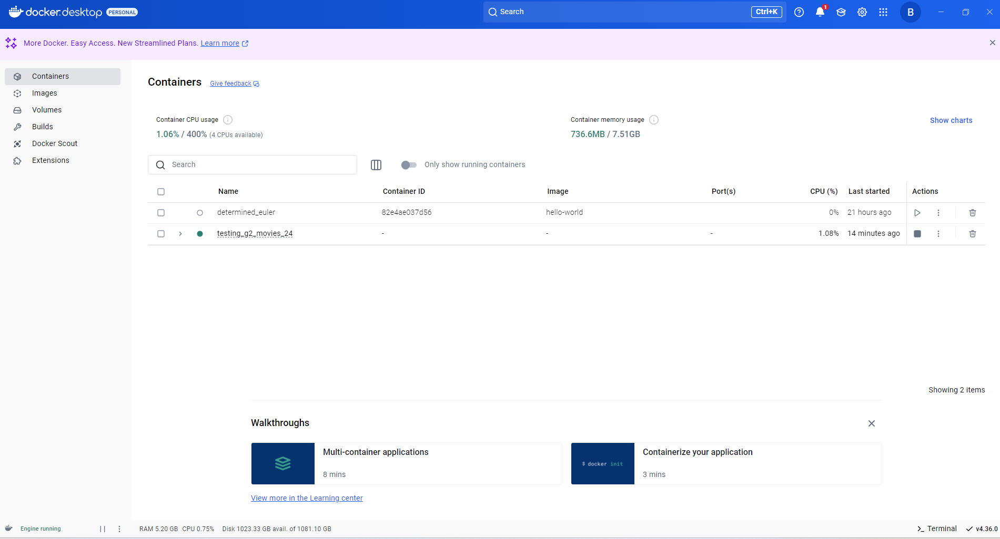 docker.desktop PERSONAL
Search
Ctrl+K
1
B
More Docker. Easy Access. New Streamlined Plans. Learn more
Containers
Images
Volumes
Builds
Docker Scout
Extensions
Containers Give feedback
Container CPU usage
1.06% / 400% (4 CPUs available)
Container memory usage
736.6MB / 7.51GB
Show charts
Search
Only show running containers
Name Container ID Image Port(s) CPU (%) Last started Actions
determined_euler 82e4ae037d56 hello-world 0% 21 hours ago
testing_g2_movies_24 - - - 1.08% 14 minutes ago
Showing 2 items
Walkthroughs
Multi-container applications
8 mins
$ docker init
Containerize your application
3 mins
View more in the Learning center
Engine running
RAM 5.20 GB CPU 0.75% Disk 1023.33 GB avail. of 1081.10 GB
>_ Terminal
v4.36.0